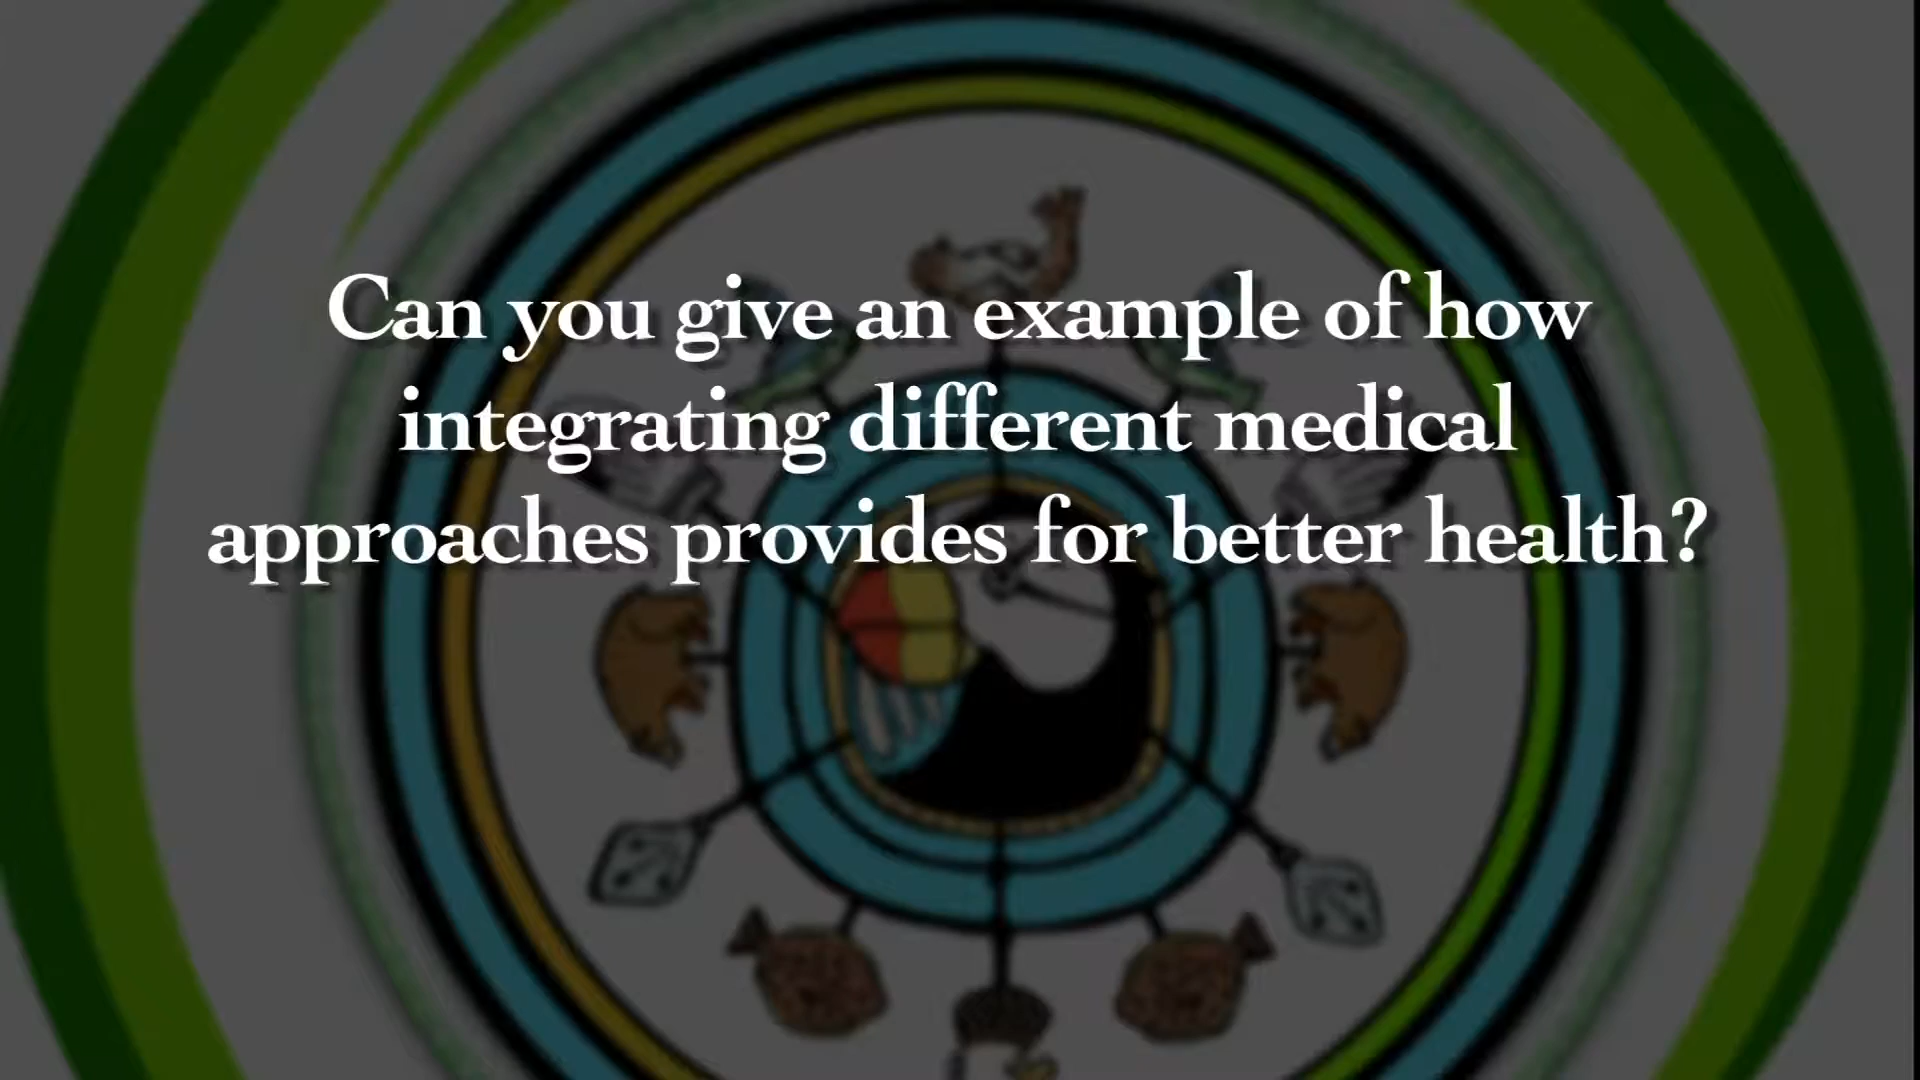 Can you give an example of how
integrating different medical
approaches provides for better health?